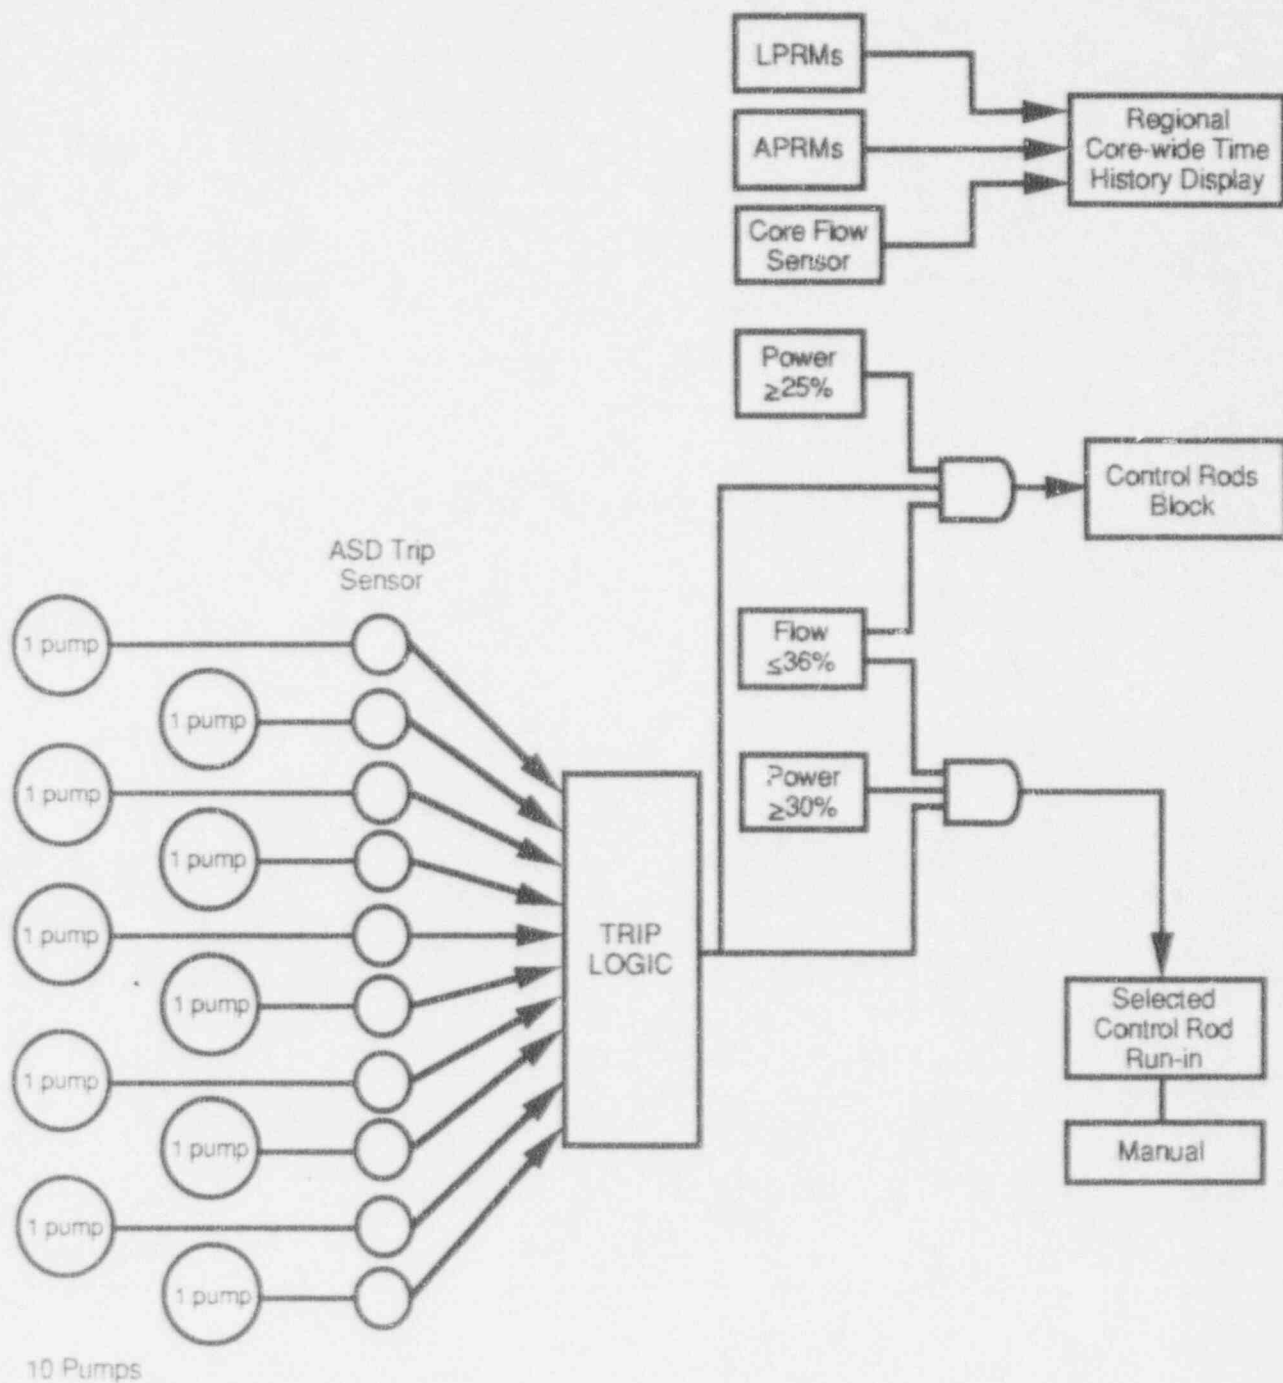 LPRMs
APRMs
Core Flow
Sensor
Regional
Core-wide Time
History Display
Power
≥25%
Control Rods
Block
ASD Trip
Sensor
Flow
≤36%
Power
≥30%
1 pump
1 pump
1 pump
1 pump
1 pump
1 pump
1 pump
1 pump
1 pump
1 pump
TRIP
LOGIC
Selected
Control Rod
Run-in
Manual
10 Pumps